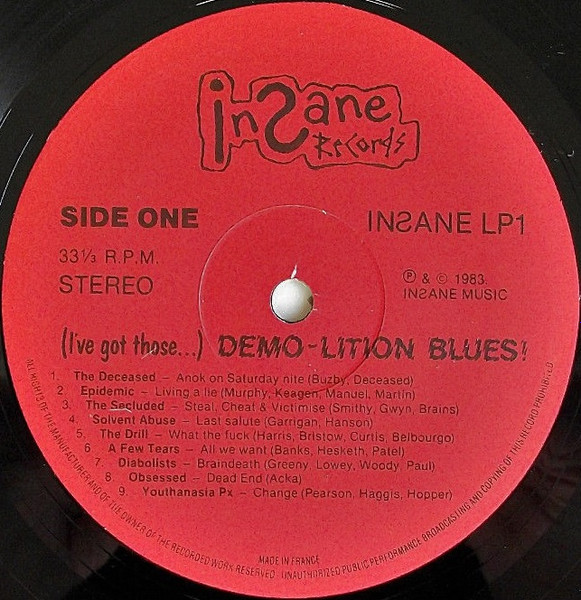 inSane
Records
SIDE ONE
INSANE LP1
33⅓ R.P.M.
STEREO
Ⓟ & © 1983.
INSANE MUSIC
(I've got those...) DEMO-LITION BLUES!
1. The Deceased – Anok on Saturday nite (Buzby, Deceased)
2. Epidemic – Living a lie (Murphy, Keagen, Manuel, Martin)
3. The Secluded – Steal, Cheat & Victimise (Smithy, Gwyn, Brains)
4. Solvent Abuse – Last salute (Garrigan, Hanson)
5. The Drill – What the fuck (Harris, Bristow, Curtis, Belbourgo)
6. A Few Tears – All we want (Banks, Hesketh, Patel)
7. Diabolists – Braindeath (Greeny, Lowey, Woody, Paul)
8. Obsessed – Dead End (Acka)
9. Youthanasia Px – Change (Pearson, Haggis, Hopper)
MADE IN FRANCE
ALL RIGHTS OF THE MANUFACTURER AND OF THE OWNER OF THE RECORDED WORK RESERVED. UNAUTHORIZED PUBLIC PERFORMANCE BROADCASTING AND COPYING OF THIS RECORD PROHIBITED